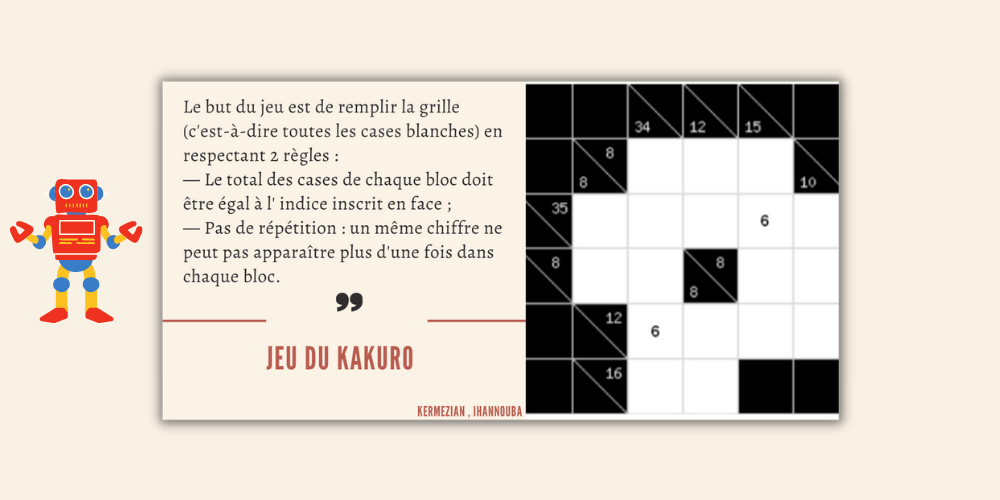 Le but du jeu est de remplir la grille
(c'est-à-dire toutes les cases blanches) en
respectant 2 règles :
— Le total des cases de chaque bloc doit
être égal à l' indice inscrit en face ;
— Pas de répétition : un même chiffre ne
peut pas apparaître plus d'une fois dans
chaque bloc.
”
JEU DU KAKURO
KERMEZIAN , IHANNOUBA
34 12 15
8 8 10
35 6
8 8 8
12 6
16